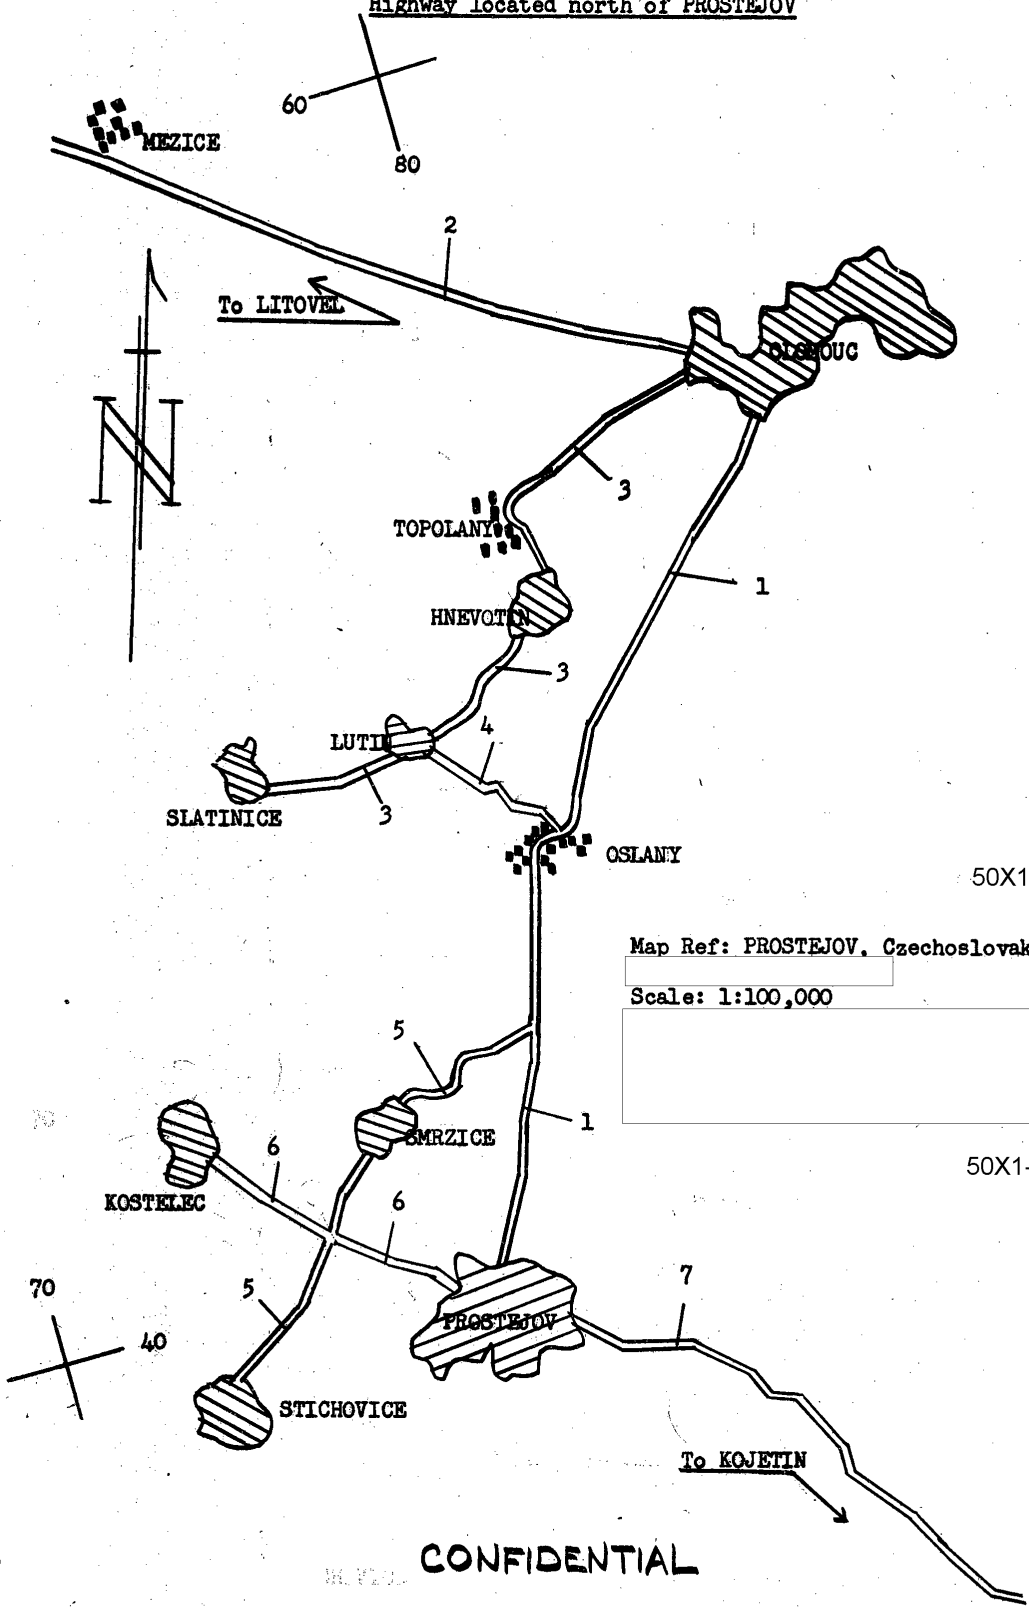 Highway located north of PROSTEJOV
60
80
MEZICE
2
To LITOVEL
OLOMOUC
N
3
TOPOLANY
1
HNEVOTIN
3
4
LUTIN
3
SLATINICE
OSLANY
50X1
Map Ref: PROSTEJOV, Czechoslovak
Scale: 1:100,000
5
1
SMRZICE
6
50X1-
KOSTELEC
6
7
5
70
40
PROSTEJOV
STICHOVICE
To KOJETIN
CONFIDENTIAL